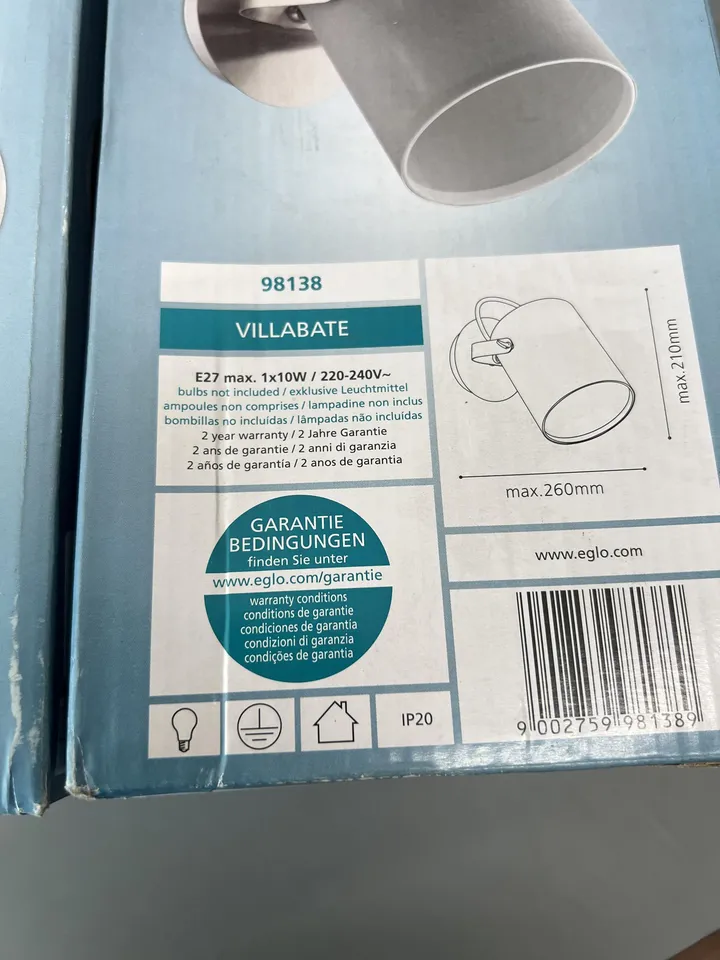 98138
VILLABATE
E27 max. 1x10W / 220-240V~
bulbs not included / exklusive Leuchtmittel
ampoules non comprises / lampadine non inclus
bombillas no incluídas / lâmpadas não incluídas
2 year warranty / 2 Jahre Garantie
2 ans de garantie / 2 anni di garanzia
2 años de garantía / 2 anos de garantia
max.210mm
max.260mm
GARANTIE
BEDINGUNGEN
finden Sie unter
www.eglo.com/garantie
warranty conditions
conditions de garantie
condiciones de garantía
condizioni di garanzia
condições de garantia
www.eglo.com
IP20
9 002759 981389